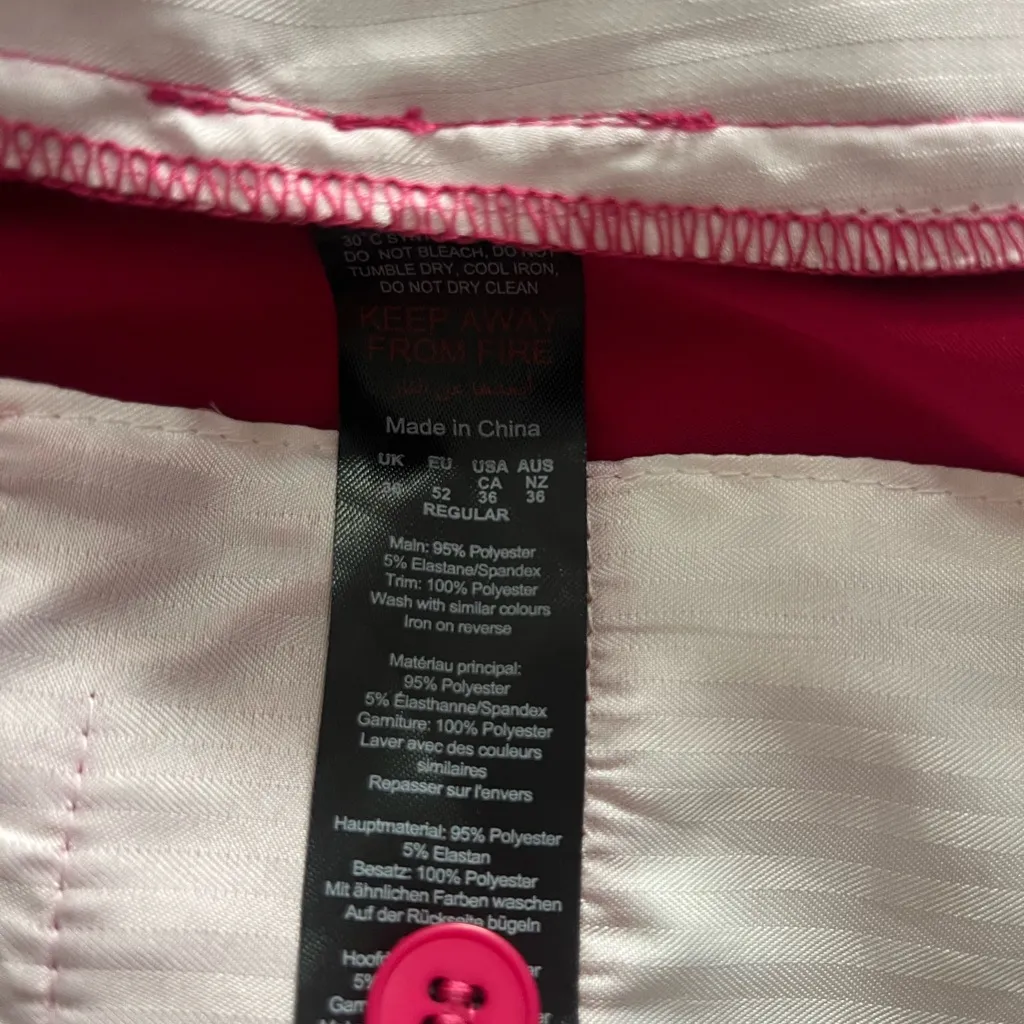 30°C
DO NOT BLEACH, DO NOT
TUMBLE DRY, COOL IRON,
DO NOT DRY CLEAN
KEEP AWAY
FROM FIRE
Made in China
UK EU USA AUS
CA NZ
36 52 36 36
REGULAR
Main: 95% Polyester
5% Elastane/Spandex
Trim: 100% Polyester
Wash with similar colours
Iron on reverse
Matériau principal:
95% Polyester
5% Élasthanne/Spandex
Garniture: 100% Polyester
Laver avec des couleurs
similaires
Repasser sur l'envers
Hauptmaterial: 95% Polyester
5% Elastan
Besatz: 100% Polyester
Mit ähnlichen Farben waschen
Auf der Rückseite bügeln
5%